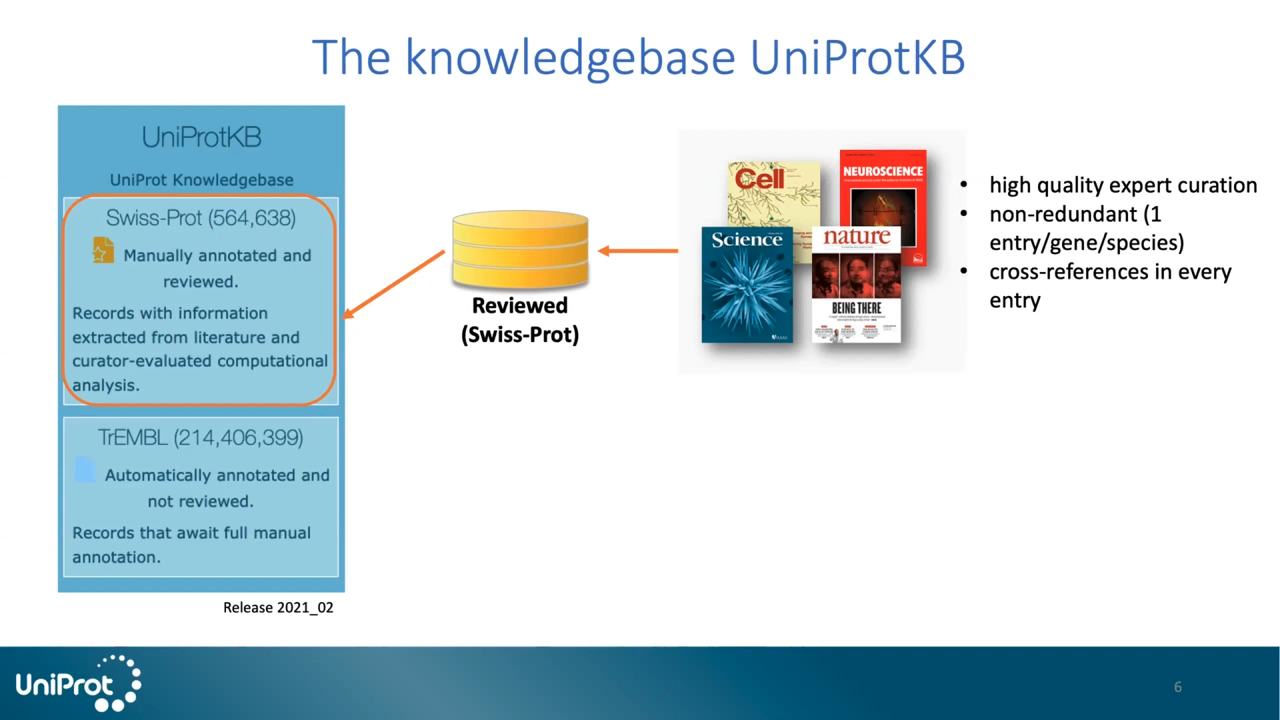 The knowledgebase UniProtKB
UniProtKB
UniProt Knowledgebase
Swiss-Prot (564,638)
Manually annotated and
reviewed.
Records with information
extracted from literature and
curator-evaluated computational
analysis.
TrEMBL (214,406,399)
Automatically annotated and
not reviewed.
Records that await full manual
annotation.
Release 2021_02
Reviewed
(Swiss-Prot)
Cell
NEUROSCIENCE
Science
nature
BEING THERE
• high quality expert curation
• non-redundant (1
entry/gene/species)
• cross-references in every
entry
UniProt
6